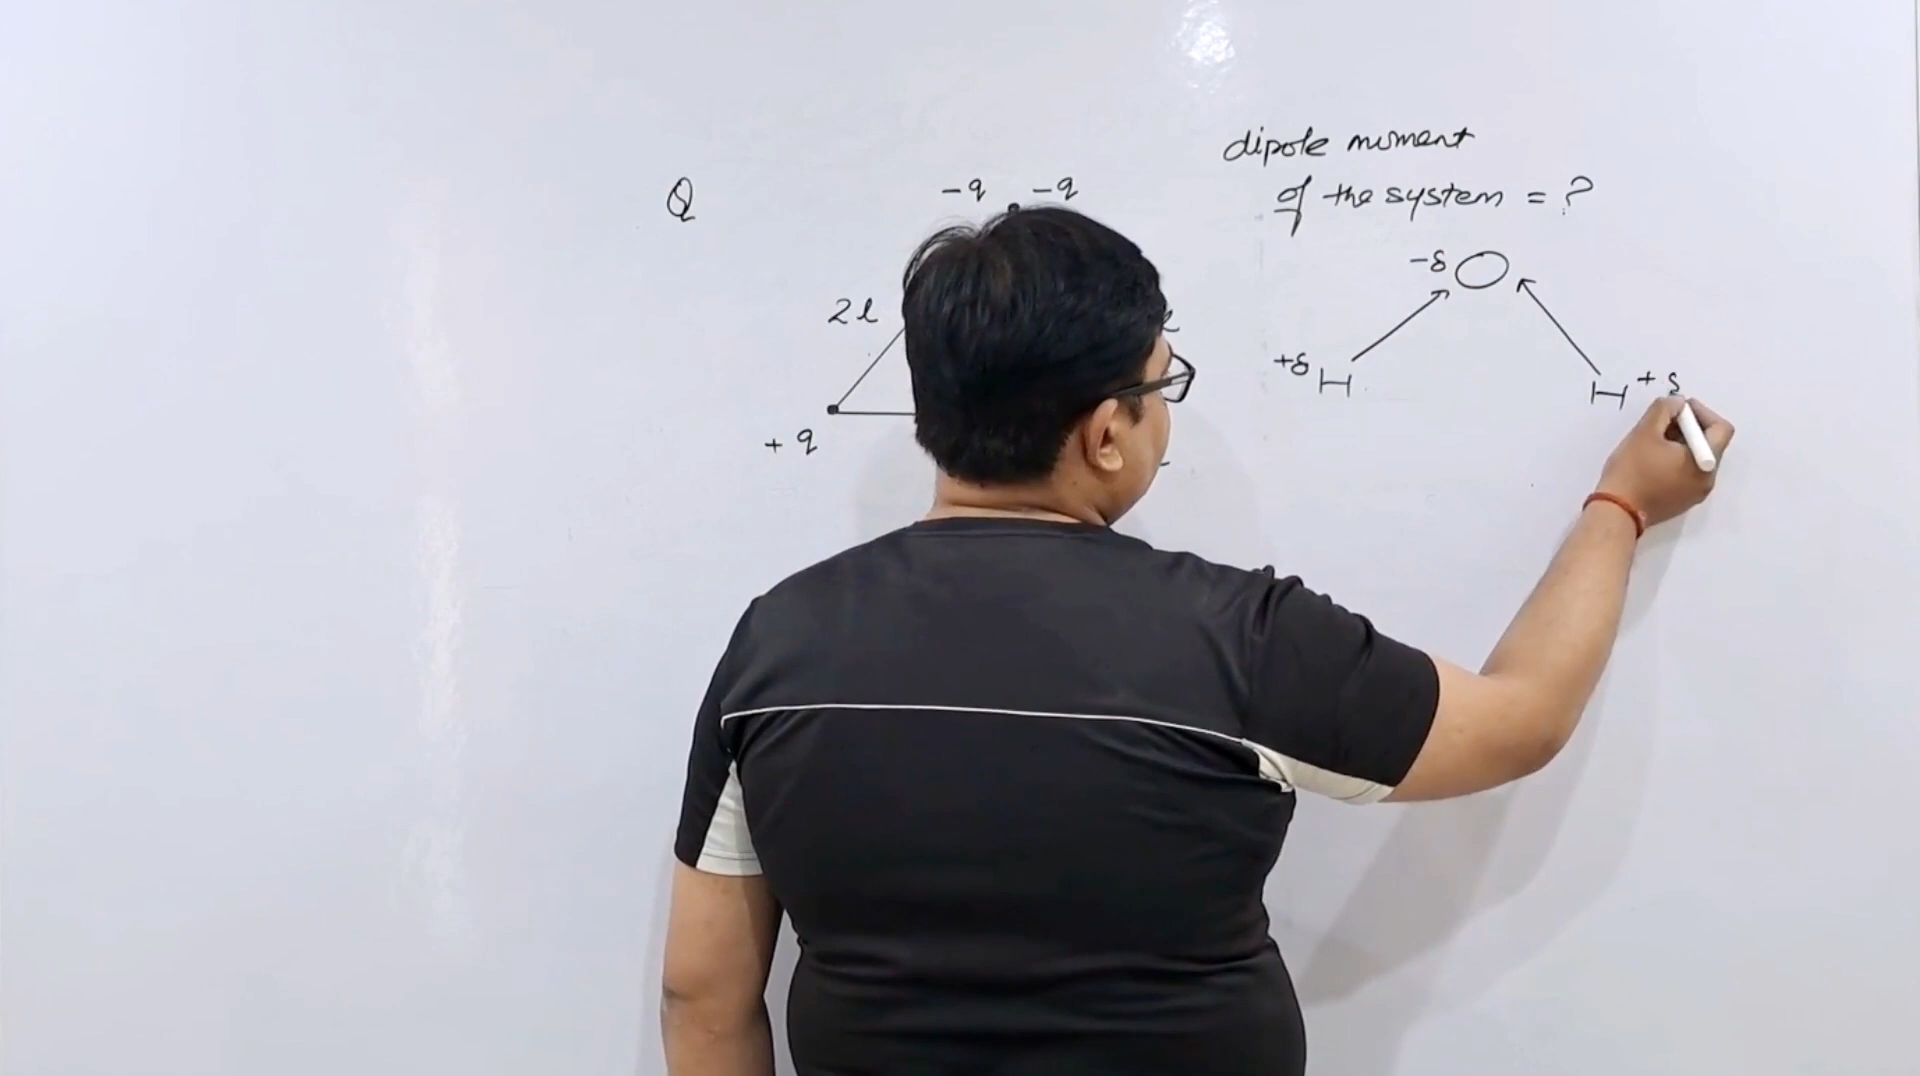 dipole moment
of the system = ?
Q
-q -q
2l
+q
-δ O
+δ H
H +δ